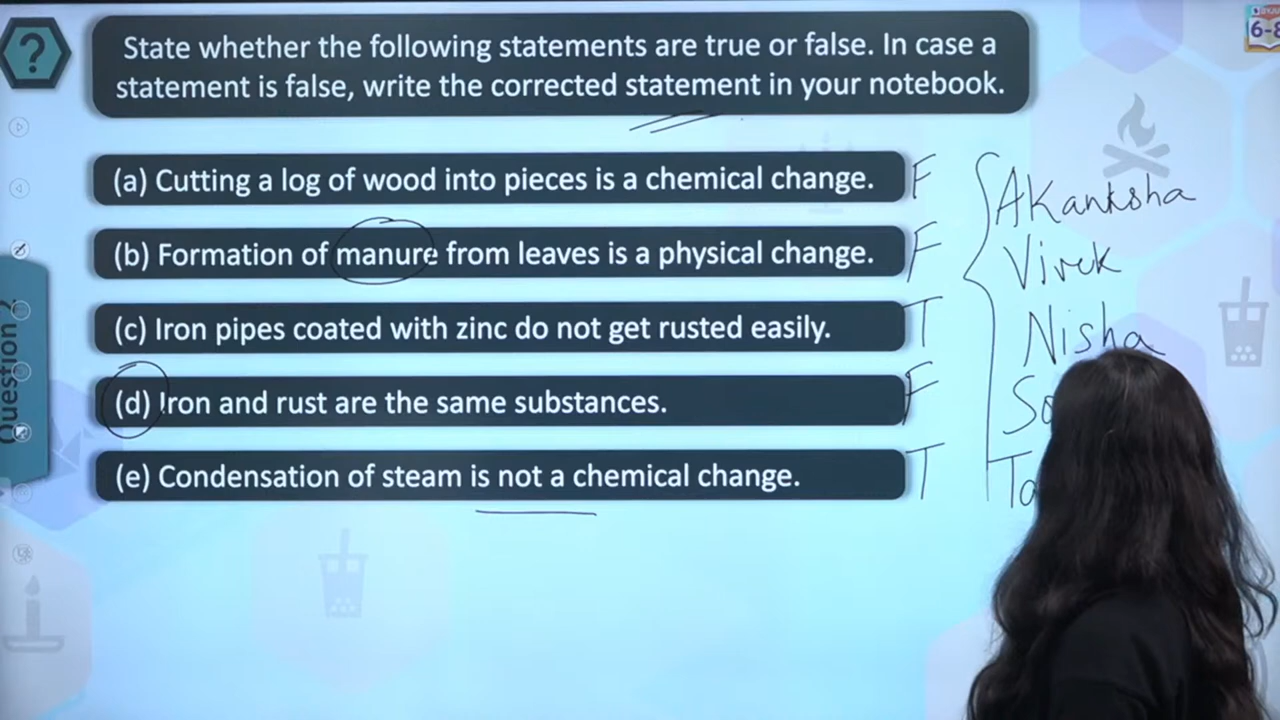 ?
State whether the following statements are true or false. In case a
statement is false, write the corrected statement in your notebook.
(a) Cutting a log of wood into pieces is a chemical change. F
(b) Formation of manure from leaves is a physical change. F
(c) Iron pipes coated with zinc do not get rusted easily. T
(d) Iron and rust are the same substances. F
(e) Condensation of steam is not a chemical change. T
Akanksha
Vivek
Nisha
Question
6-8